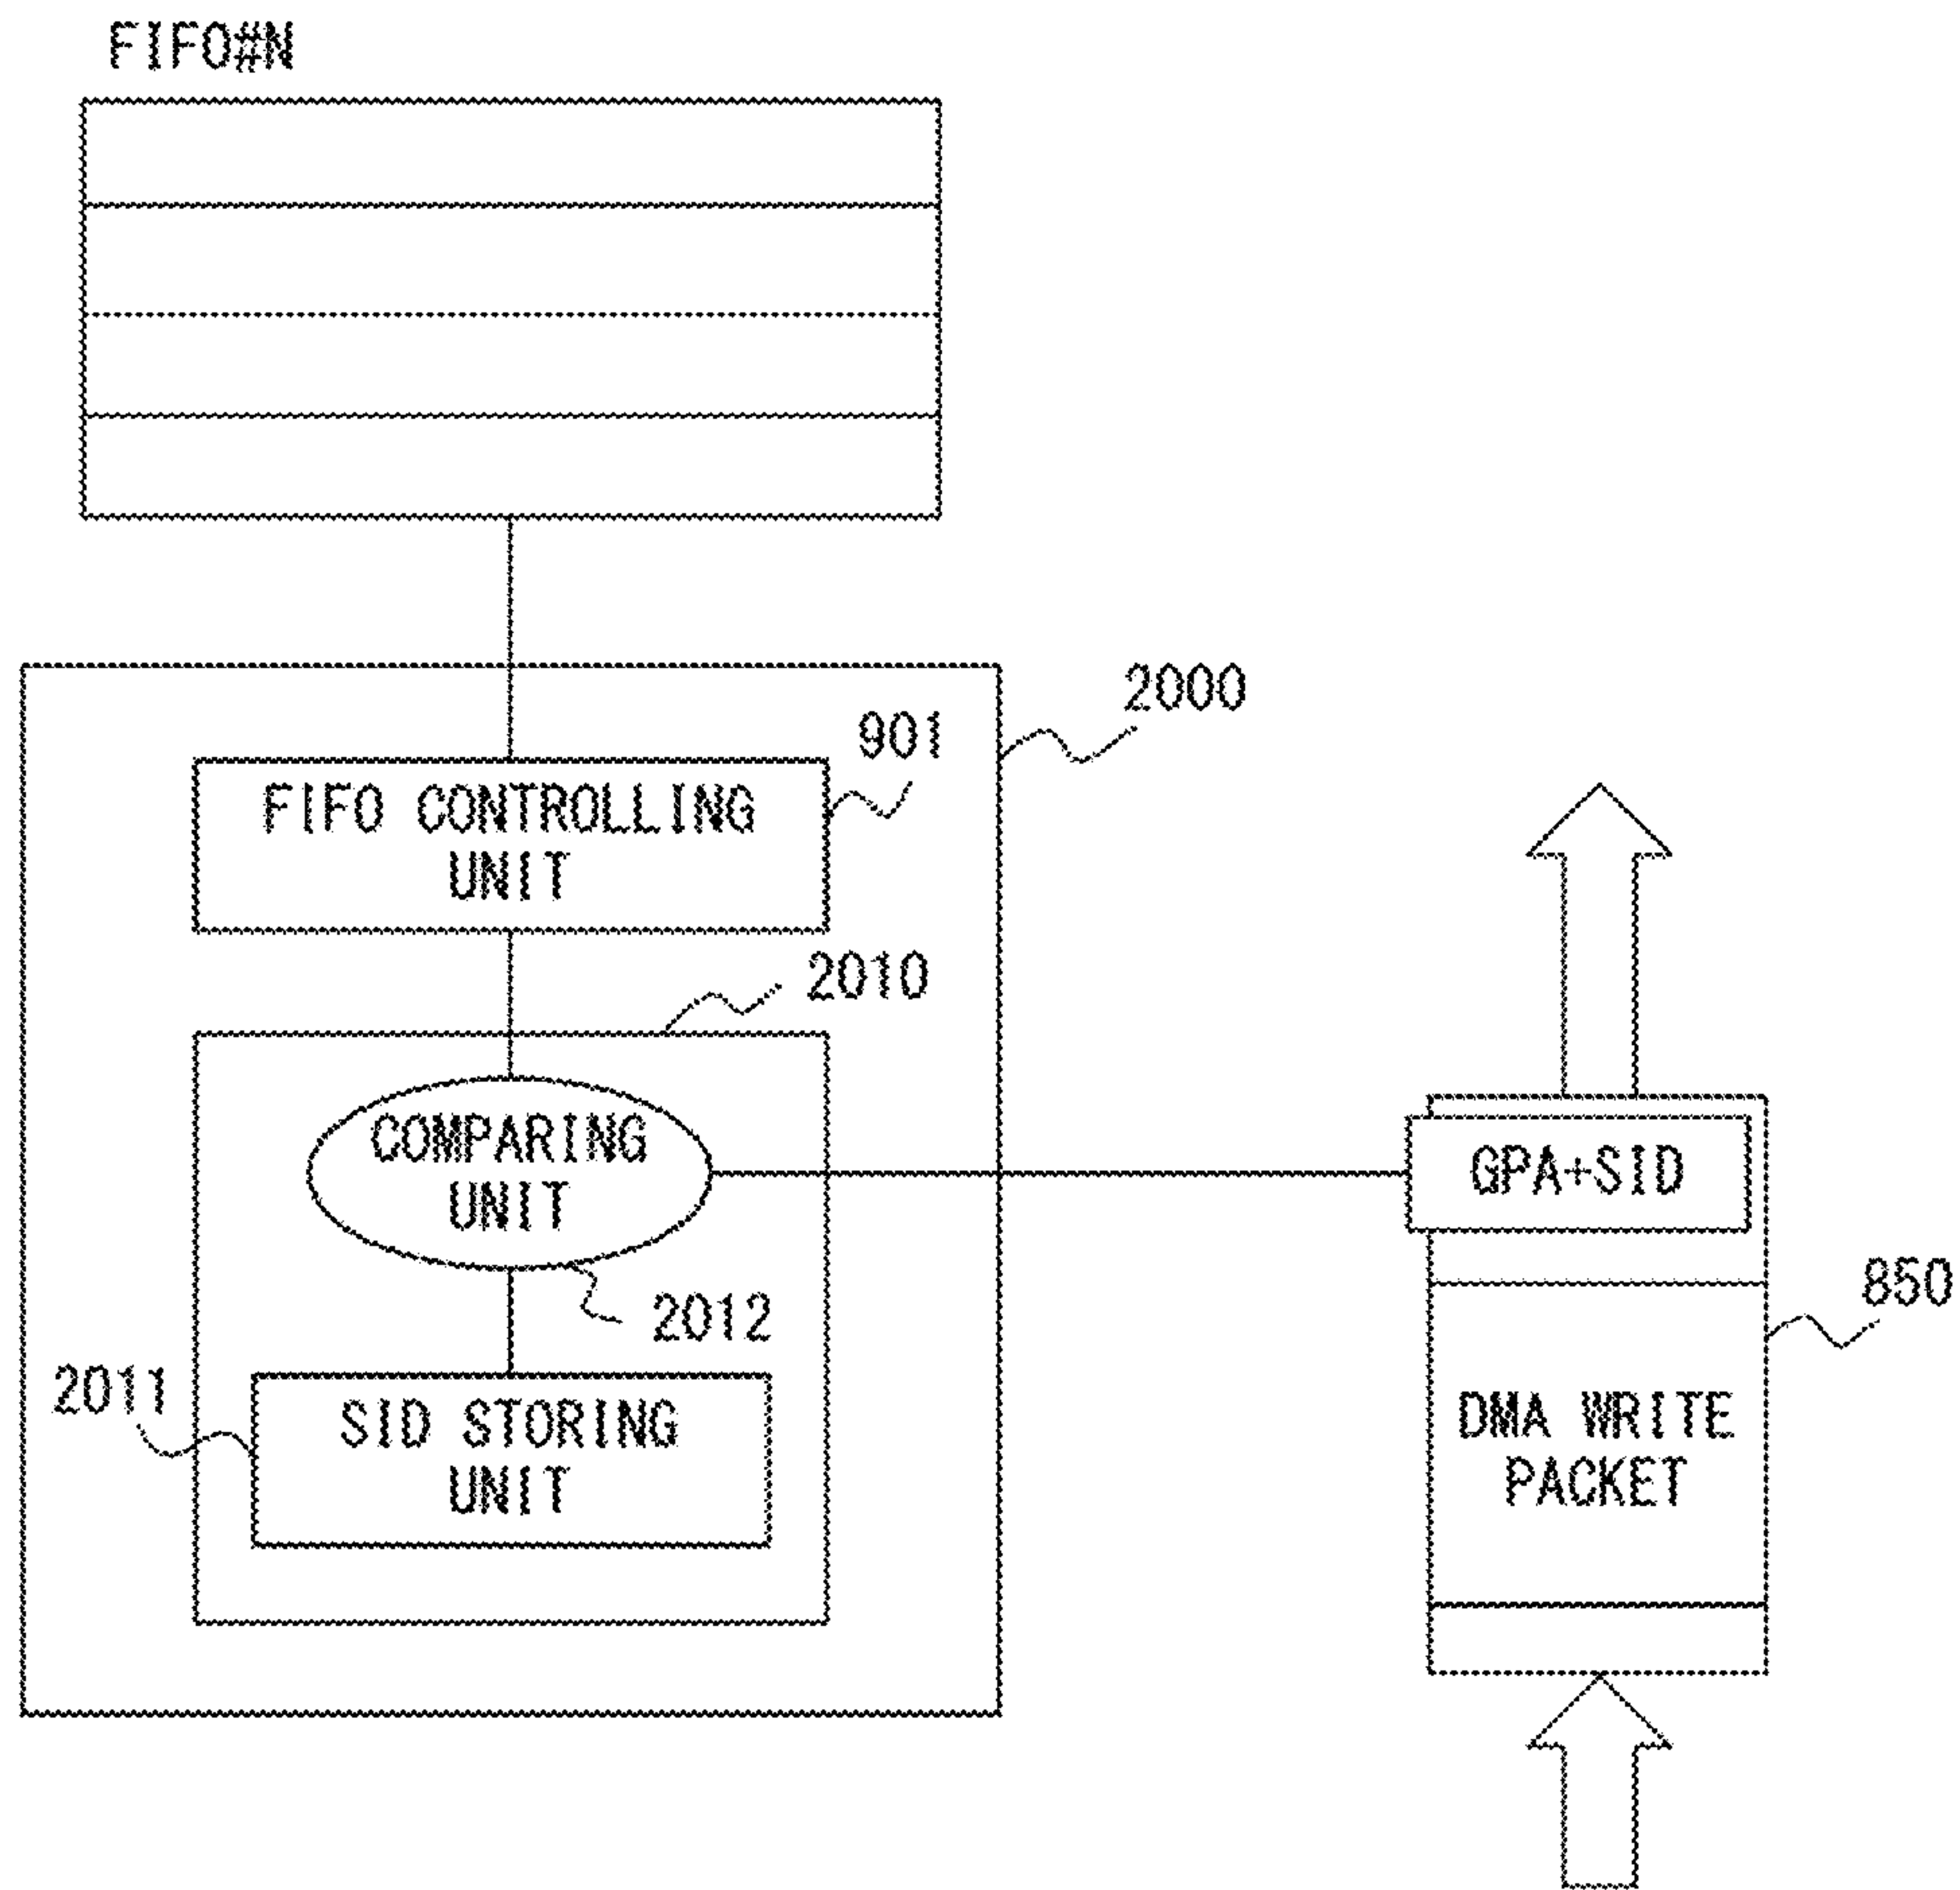 FIFO#N
2000
901
FIFO CONTROLLING
UNIT
2010
COMPARING
UNIT
GPA+SID
850
2012
2011
SID STORING
UNIT
DMA WRITE
PACKET